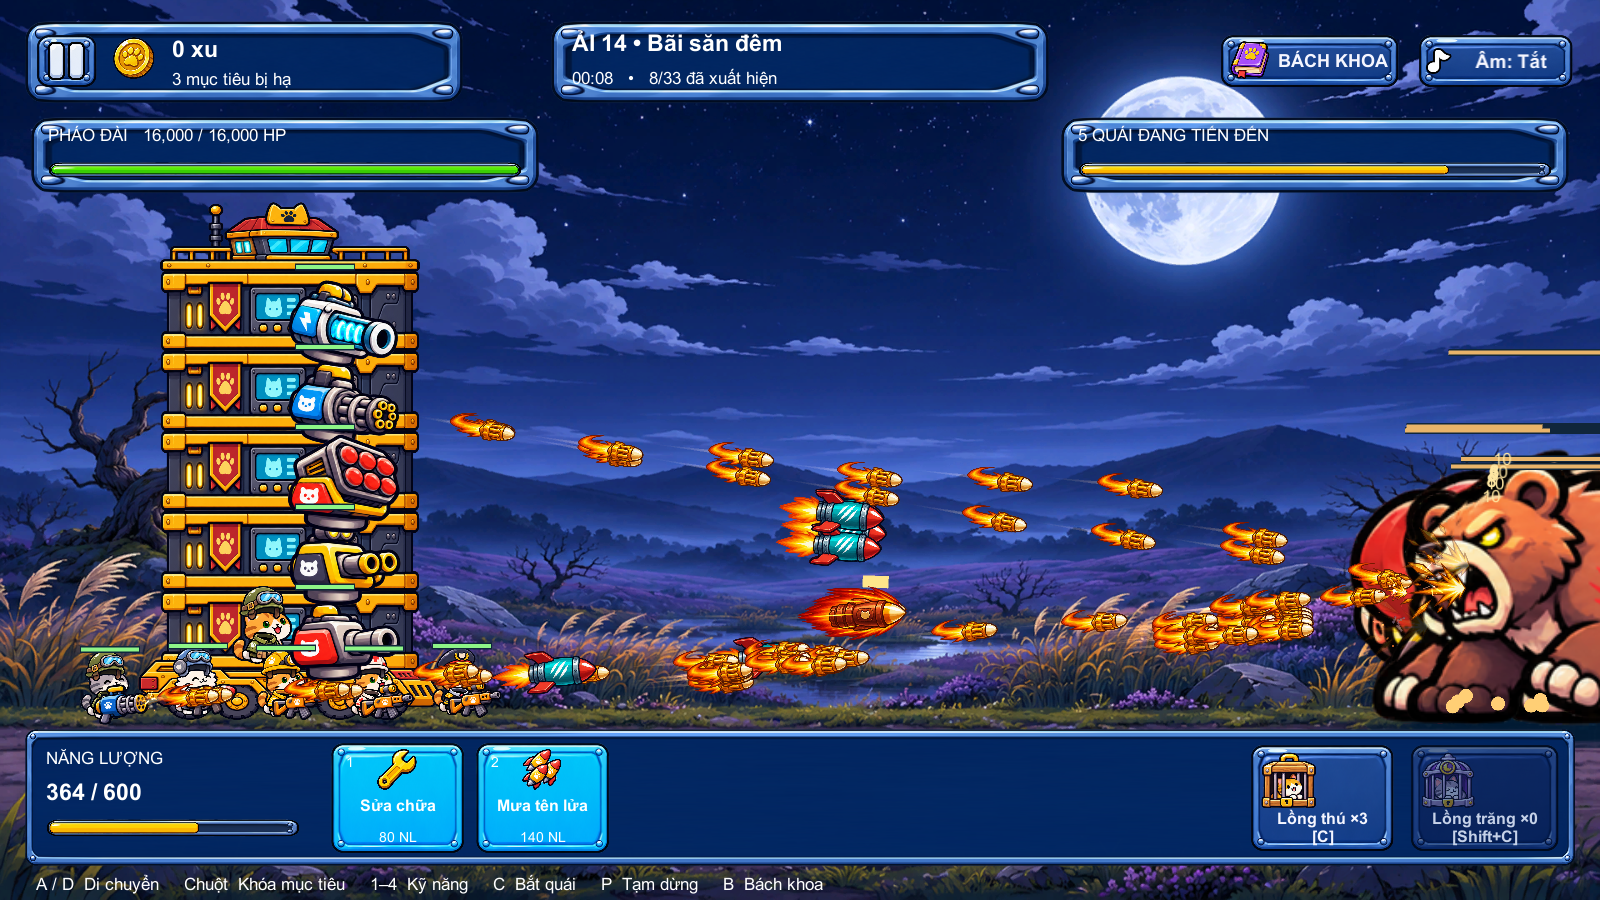 0 xu
3 mục tiêu bị hạ
ẢI 14 • Bãi săn đêm
00:08 • 8/33 đã xuất hiện
BÁCH KHOA
Âm: Tắt
PHÁO ĐÀI 16,000 / 16,000 HP
5 QUÁI ĐANG TIẾN ĐẾN
10
10
NĂNG LƯỢNG
364 / 600
1
Sửa chữa
80 NL
2
Mưa tên lửa
140 NL
Lồng thú ×3
[C]
Lồng trăng ×0
[Shift+C]
A / D Di chuyển Chuột Khóa mục tiêu 1–4 Kỹ năng C Bắt quái P Tạm dừng B Bách khoa